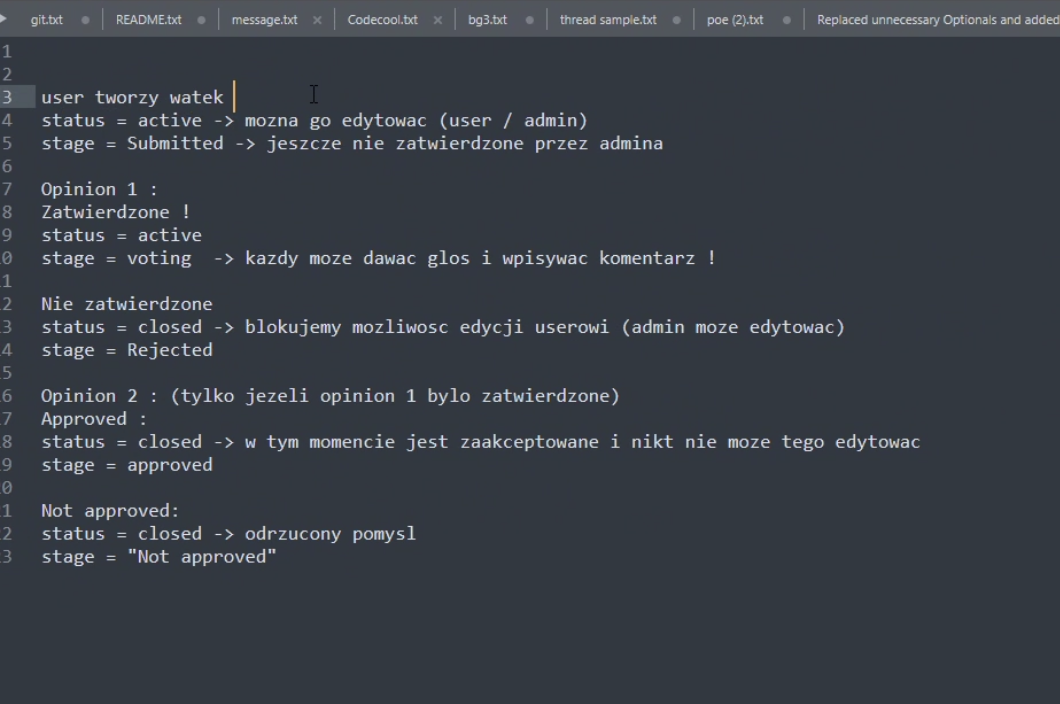 git.txt README.txt message.txt Codecool.txt bg3.txt thread sample.txt poe (2).txt Replaced unnecessary Optionals and added
1
2
3 user tworzy watek
4 status = active -> mozna go edytowac (user / admin)
5 stage = Submitted -> jeszcze nie zatwierdzone przez admina
6
7 Opinion 1 :
8 Zatwierdzone !
9 status = active
0 stage = voting  -> kazdy moze dawac glos i wpisywac komentarz !
1
2 Nie zatwierdzone
3 status = closed -> blokujemy mozliwosc edycji userowi (admin moze edytowac)
4 stage = Rejected
5
6 Opinion 2 : (tylko jezeli opinion 1 bylo zatwierdzone)
7 Approved :
8 status = closed -> w tym momencie jest zaakceptowane i nikt nie moze tego edytowac
9 stage = approved
0
1 Not approved:
2 status = closed -> odrzucony pomysl
3 stage = "Not approved"